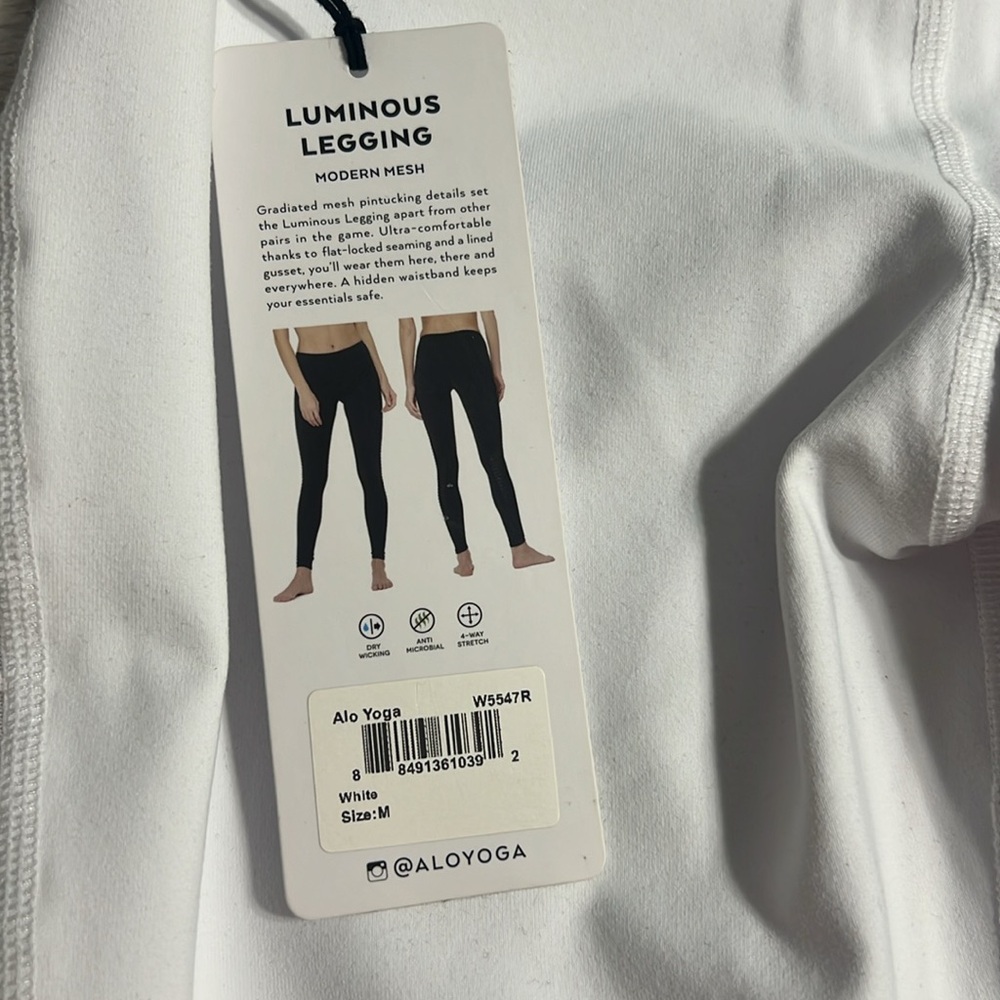 LUMINOUS
LEGGING
MODERN MESH
Gradiated mesh pintucking details set
the Luminous Legging apart from other
pairs in the game. Ultra-comfortable
thanks to flat-locked seaming and a lined
gusset, you'll wear them here, there and
everywhere. A hidden waistband keeps
your essentials safe.
DRY
WICKING
ANTI
MICROBIAL
4-WAY
STRETCH
Alo Yoga W5547R
8 8491361039 2
White
Size:M
@ALOYOGA